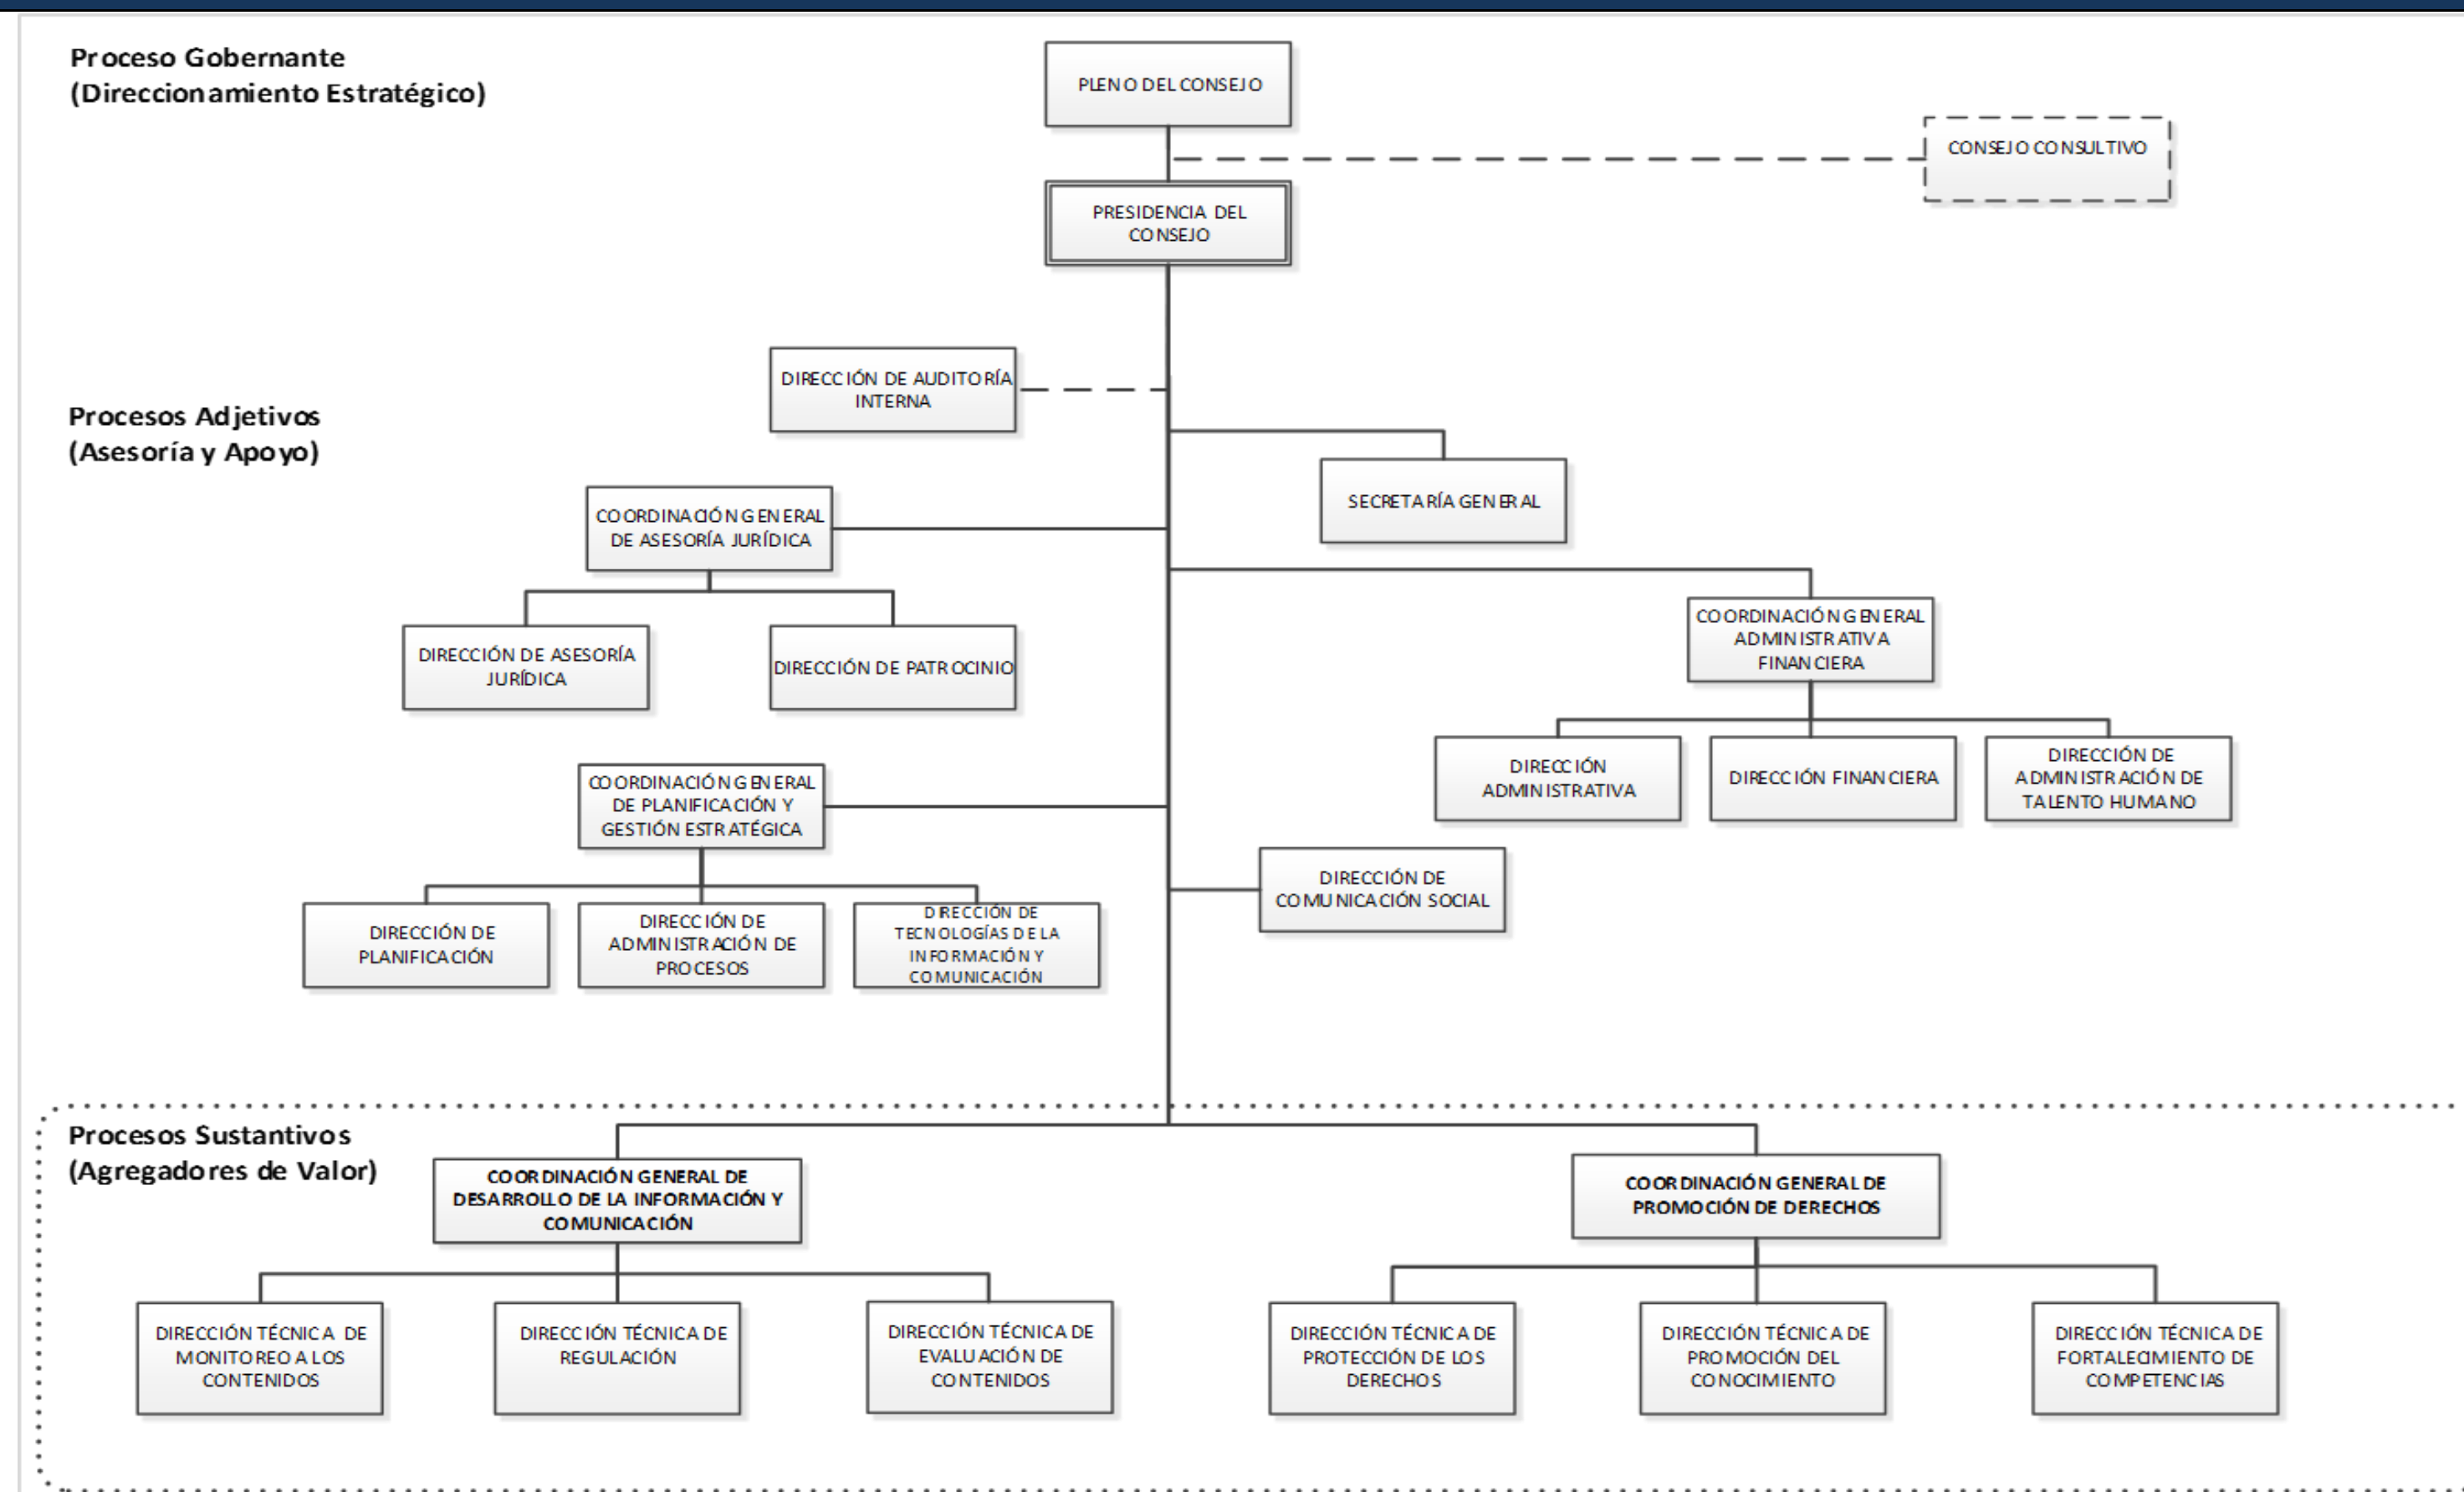 Proceso Gobernante
(Direccionamiento Estratégico)
PLENO DEL CONSEJO
CONSEJO CONSULTIVO
PRESIDENCIA DEL
CONSEJO
DIRECCIÓN DE AUDITORÍA
INTERNA
Procesos Adjetivos
(Asesoría y Apoyo)
SECRETARÍA GENERAL
COORDINACIÓN GENERAL
DE ASESORÍA JURÍDICA
DIRECCIÓN DE ASESORÍA
JURÍDICA
DIRECCIÓN DE PATROCINIO
COORDINACIÓN GENERAL
ADMINISTRATIVA
FINANCIERA
DIRECCIÓN
ADMINISTRATIVA
DIRECCIÓN FINANCIERA
DIRECCIÓN DE
ADMINISTRACIÓN DE
TALENTO HUMANO
COORDINACIÓN GENERAL
DE PLANIFICACIÓN Y
GESTIÓN ESTRATÉGICA
DIRECCIÓN DE
COMUNICACIÓN SOCIAL
DIRECCIÓN DE
PLANIFICACIÓN
DIRECCIÓN DE
ADMINISTRACIÓN DE
PROCESOS
DIRECCIÓN DE
TECNOLOGÍAS DE LA
INFORMACIÓN Y
COMUNICACIÓN
Procesos Sustantivos
(Agregadores de Valor)
COORDINACIÓN GENERAL DE
DESARROLLO DE LA INFORMACIÓN Y
COMUNICACIÓN
COORDINACIÓN GENERAL DE
PROMOCIÓN DE DERECHOS
DIRECCIÓN TÉCNICA DE
MONITOREO A LOS
CONTENIDOS
DIRECCIÓN TÉCNICA DE
REGULACIÓN
DIRECCIÓN TÉCNICA DE
EVALUACIÓN DE
CONTENIDOS
DIRECCIÓN TÉCNICA DE
PROTECCIÓN DE LOS
DERECHOS
DIRECCIÓN TÉCNICA DE
PROMOCIÓN DEL
CONOCIMIENTO
DIRECCIÓN TÉCNICA DE
FORTALECIMIENTO DE
COMPETENCIAS